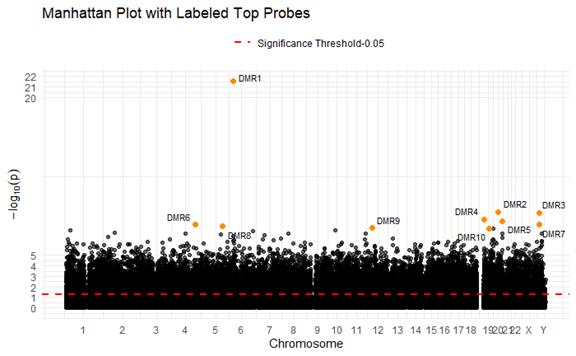 Manhattan Plot with Labeled Top Probes
Significance Threshold-0.05
22
21
20
5
4
3
2
1
0
−log10(p)
DMR1
DMR2
DMR3
DMR4
DMR5
DMR6
DMR7
DMR8
DMR9
DMR10
1 2 3 4 5 6 7 8 9 10 11 12 13 14 15 16 17 18 19 20 21 22 X Y
Chromosome